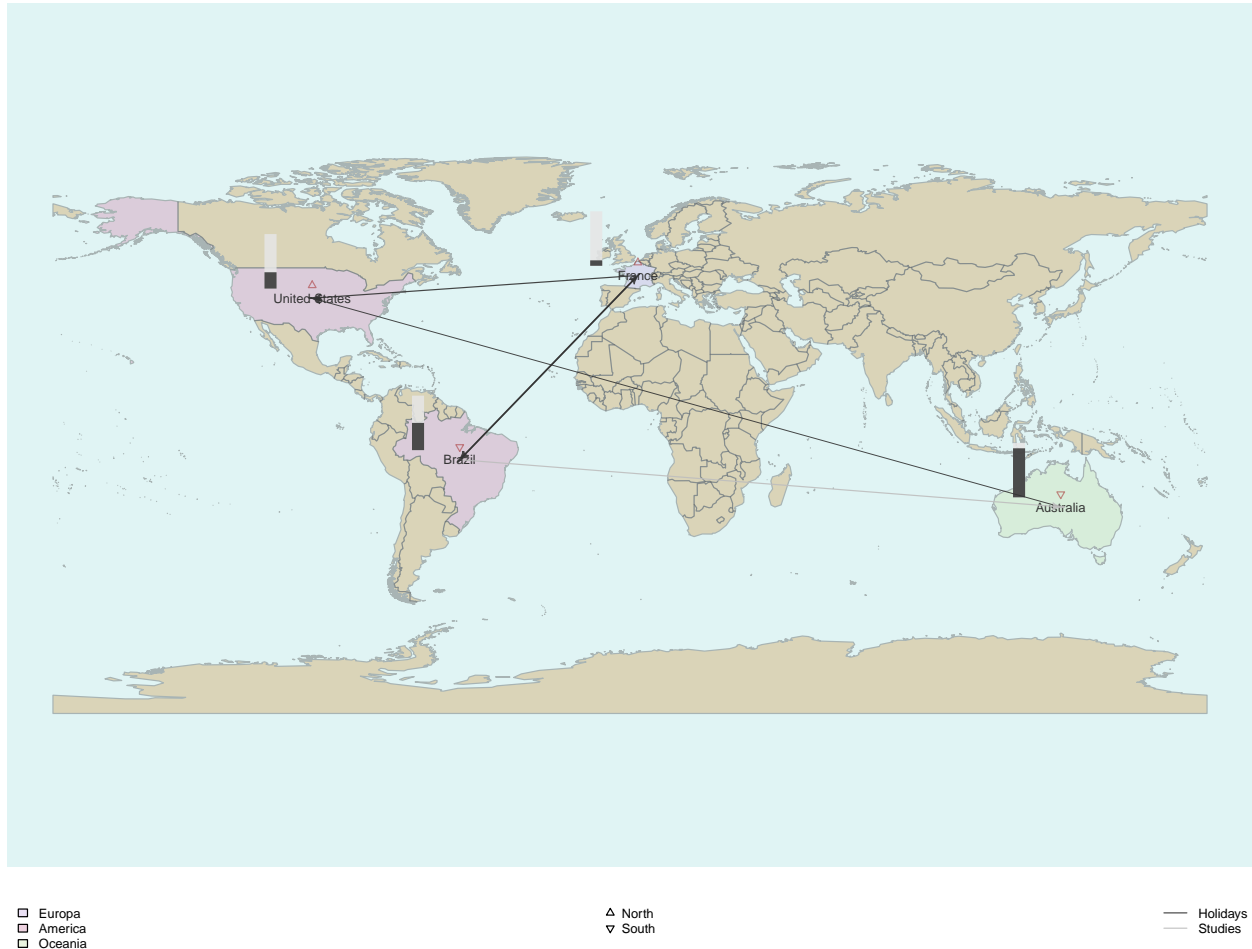 France
United States
Brazil
Australia
Europa
America
Oceania
North
South
Holidays
Studies